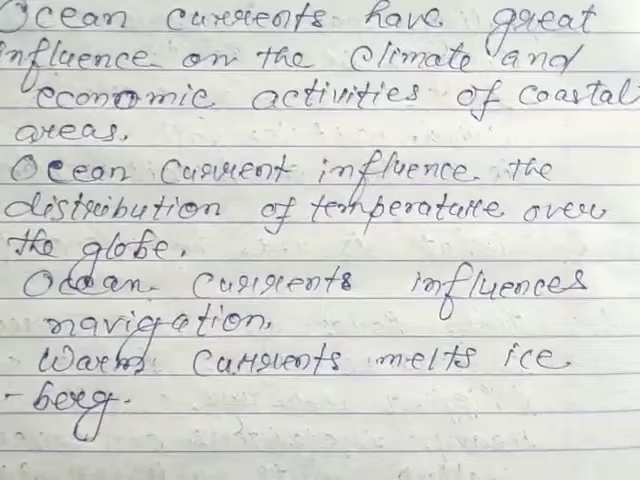 Ocean currents have great
influence on the climate and
economic activities of coastal
areas.
Ocean current influence the
distribution of temperature over
the globe.
Ocean currents influences
navigation.
Warm currents melts ice
-berg.